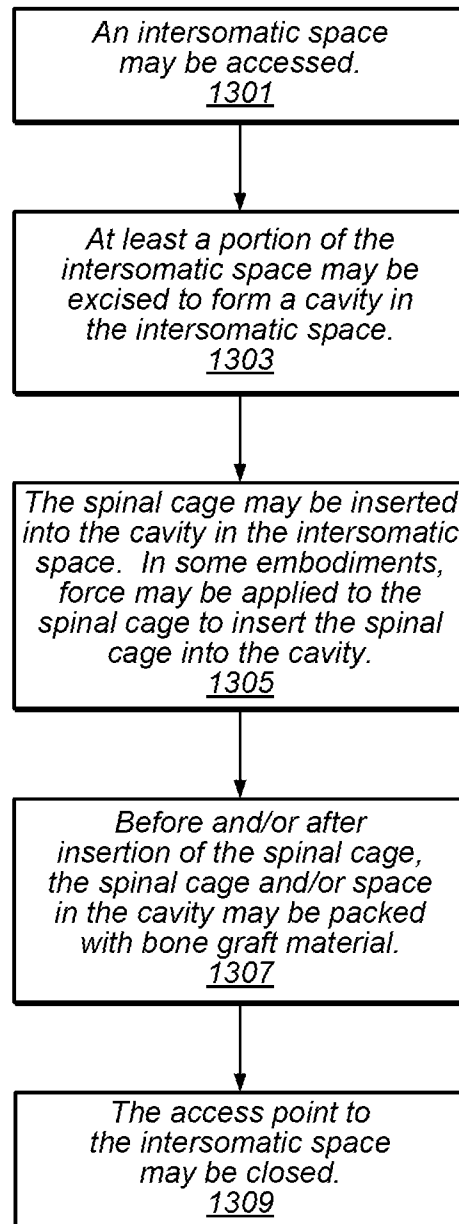 An intersomatic space
may be accessed.
1301
At least a portion of the
intersomatic space may be
excised to form a cavity in
the intersomatic space.
1303
The spinal cage may be inserted
into the cavity in the intersomatic
space.  In some embodiments,
force may be applied to the
spinal cage to insert the spinal
cage into the cavity.
1305
Before and/or after
insertion of the spinal cage,
the spinal cage and/or space
in the cavity may be packed
with bone graft material.
1307
The access point to
the intersomatic space
may be closed.
1309